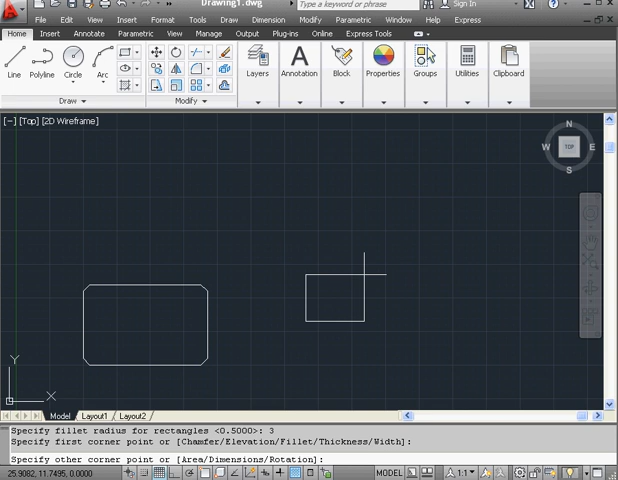 Drawing1.dwg
Type a keyword or phrase
Sign In
File Edit View Insert Format Tools Draw Dimension Modify Parametric Window Help Express
Home Insert Annotate Parametric View Manage Output Plug-ins Online Express Tools
Line Polyline Circle Arc Layers Annotation Block Properties Groups Utilities Clipboard
Draw Modify
[–] [Top] [2D Wireframe]
N
W TOP E
S
Y
X
Model Layout1 Layout2
Specify fillet radius for rectangles <0.5000>: 3
Specify first corner point or [Chamfer/Elevation/Fillet/Thickness/Width]:
Specify other corner point or [Area/Dimensions/Rotation]:
25.9082, 11.7495, 0.0000 MODEL 1:1